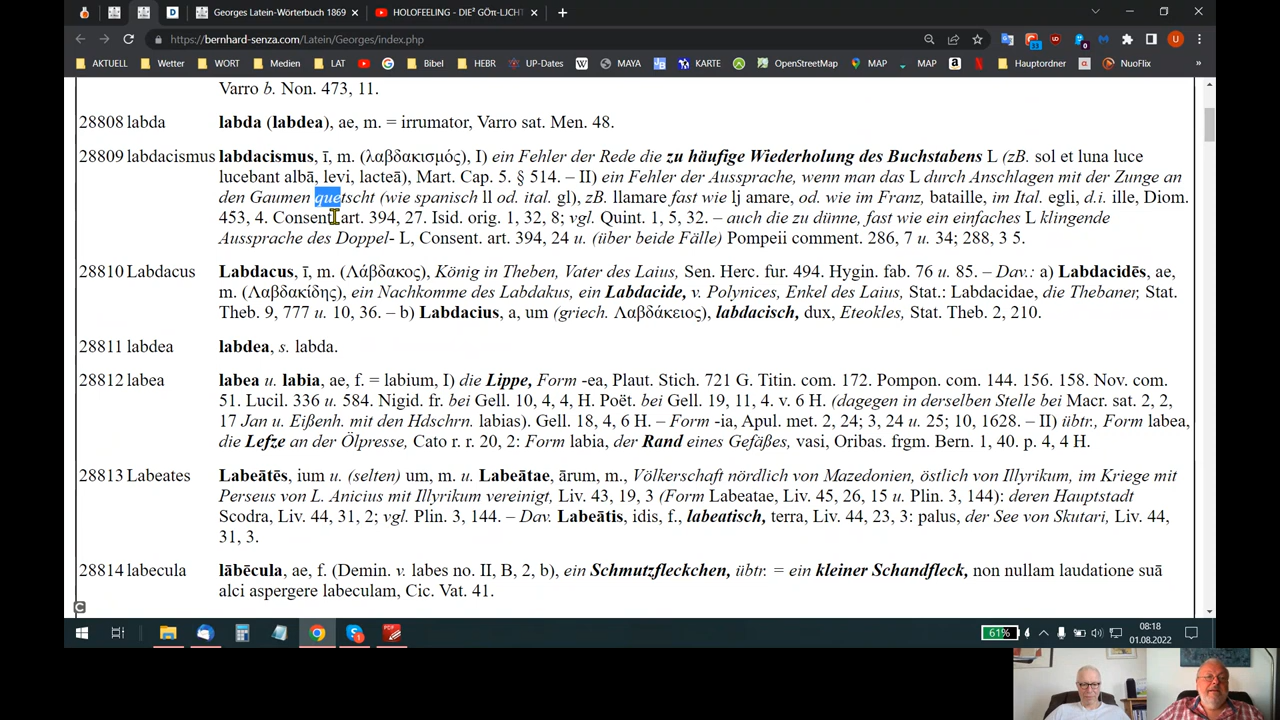 Georges Latein-Wörterbuch 1869
HOLOFEELING - DIE² GÖπ-LJCHT
https://bernhard-senza.com/Latein/Georges/index.php
AKTUELL Wetter WORT Medien LAT Bibel HEBR UP-Dates MAYA KARTE OpenStreetMap MAP MAP Hauptordner NuoFlix
Varro b. Non. 473, 11.
28808 labda labda (labdea), ae, m. = irrumator, Varro sat. Men. 48.
28809 labdacismus labdacismus, ī, m. (λαβδακισμός), I) ein Fehler der Rede die zu häufige Wiederholung des Buchstabens L (zB. sol et luna luce
lucebant albā, levi, lacteā), Mart. Cap. 5. § 514. – II) ein Fehler der Aussprache, wenn man das L durch Anschlagen mit der Zunge an
den Gaumen quetscht (wie spanisch ll od. ital. gl), zB. llamare fast wie lj amare, od. wie im Franz, bataille, im Ital. egli, d.i. ille, Diom.
453, 4. Consent. art. 394, 27. Isid. orig. 1, 32, 8; vgl. Quint. 1, 5, 32. – auch die zu dünne, fast wie ein einfaches L klingende
Aussprache des Doppel- L, Consent. art. 394, 24 u. (über beide Fälle) Pompeii comment. 286, 7 u. 34; 288, 3 5.
28810 Labdacus Labdacus, ī, m. (Λάβδακος), König in Theben, Vater des Laius, Sen. Herc. fur. 494. Hygin. fab. 76 u. 85. – Dav.: a) Labdacidēs, ae,
m. (Λαβδακίδης), ein Nachkomme des Labdakus, ein Labdacide, v. Polynices, Enkel des Laius, Stat.: Labdacidae, die Thebaner, Stat.
Theb. 9, 777 u. 10, 36. – b) Labdacius, a, um (griech. Λαβδάκειος), labdacisch, dux, Eteokles, Stat. Theb. 2, 210.
28811 labdea labdea, s. labda.
28812 labea labea u. labia, ae, f. = labium, I) die Lippe, Form -ea, Plaut. Stich. 721 G. Titin. com. 172. Pompon. com. 144. 156. 158. Nov. com.
51. Lucil. 336 u. 584. Nigid. fr. bei Gell. 10, 4, 4, H. Poët. bei Gell. 19, 11, 4. v. 6 H. (dagegen in derselben Stelle bei Macr. sat. 2, 2,
17 Jan u. Eißenh. mit den Hdschrn. labias). Gell. 18, 4, 6 H. – Form -ia, Apul. met. 2, 24; 3, 24 u. 25; 10, 1628. – II) übtr., Form labea,
die Lefze an der Ölpresse, Cato r. r. 20, 2: Form labia, der Rand eines Gefäßes, vasi, Oribas. frgm. Bern. 1, 40. p. 4, 4 H.
28813 Labeates Labeātēs, ium u. (selten) um, m. u. Labeātae, ārum, m., Völkerschaft nördlich von Mazedonien, östlich von Illyrikum, im Kriege mit
Perseus von L. Anicius mit Illyrikum vereinigt, Liv. 43, 19, 3 (Form Labeatae, Liv. 45, 26, 15 u. Plin. 3, 144): deren Hauptstadt
Scodra, Liv. 44, 31, 2; vgl. Plin. 3, 144. – Dav. Labeātis, idis, f., labeatisch, terra, Liv. 44, 23, 3: palus, der See von Skutari, Liv. 44,
31, 3.
28814 labecula lābēcula, ae, f. (Demin. v. labes no. II, B, 2, b), ein Schmutzfleckchen, übtr. = ein kleiner Schandfleck, non nullam laudatione suā
alci aspergere labeculam, Cic. Vat. 41.
61%
08:18
01.08.2022